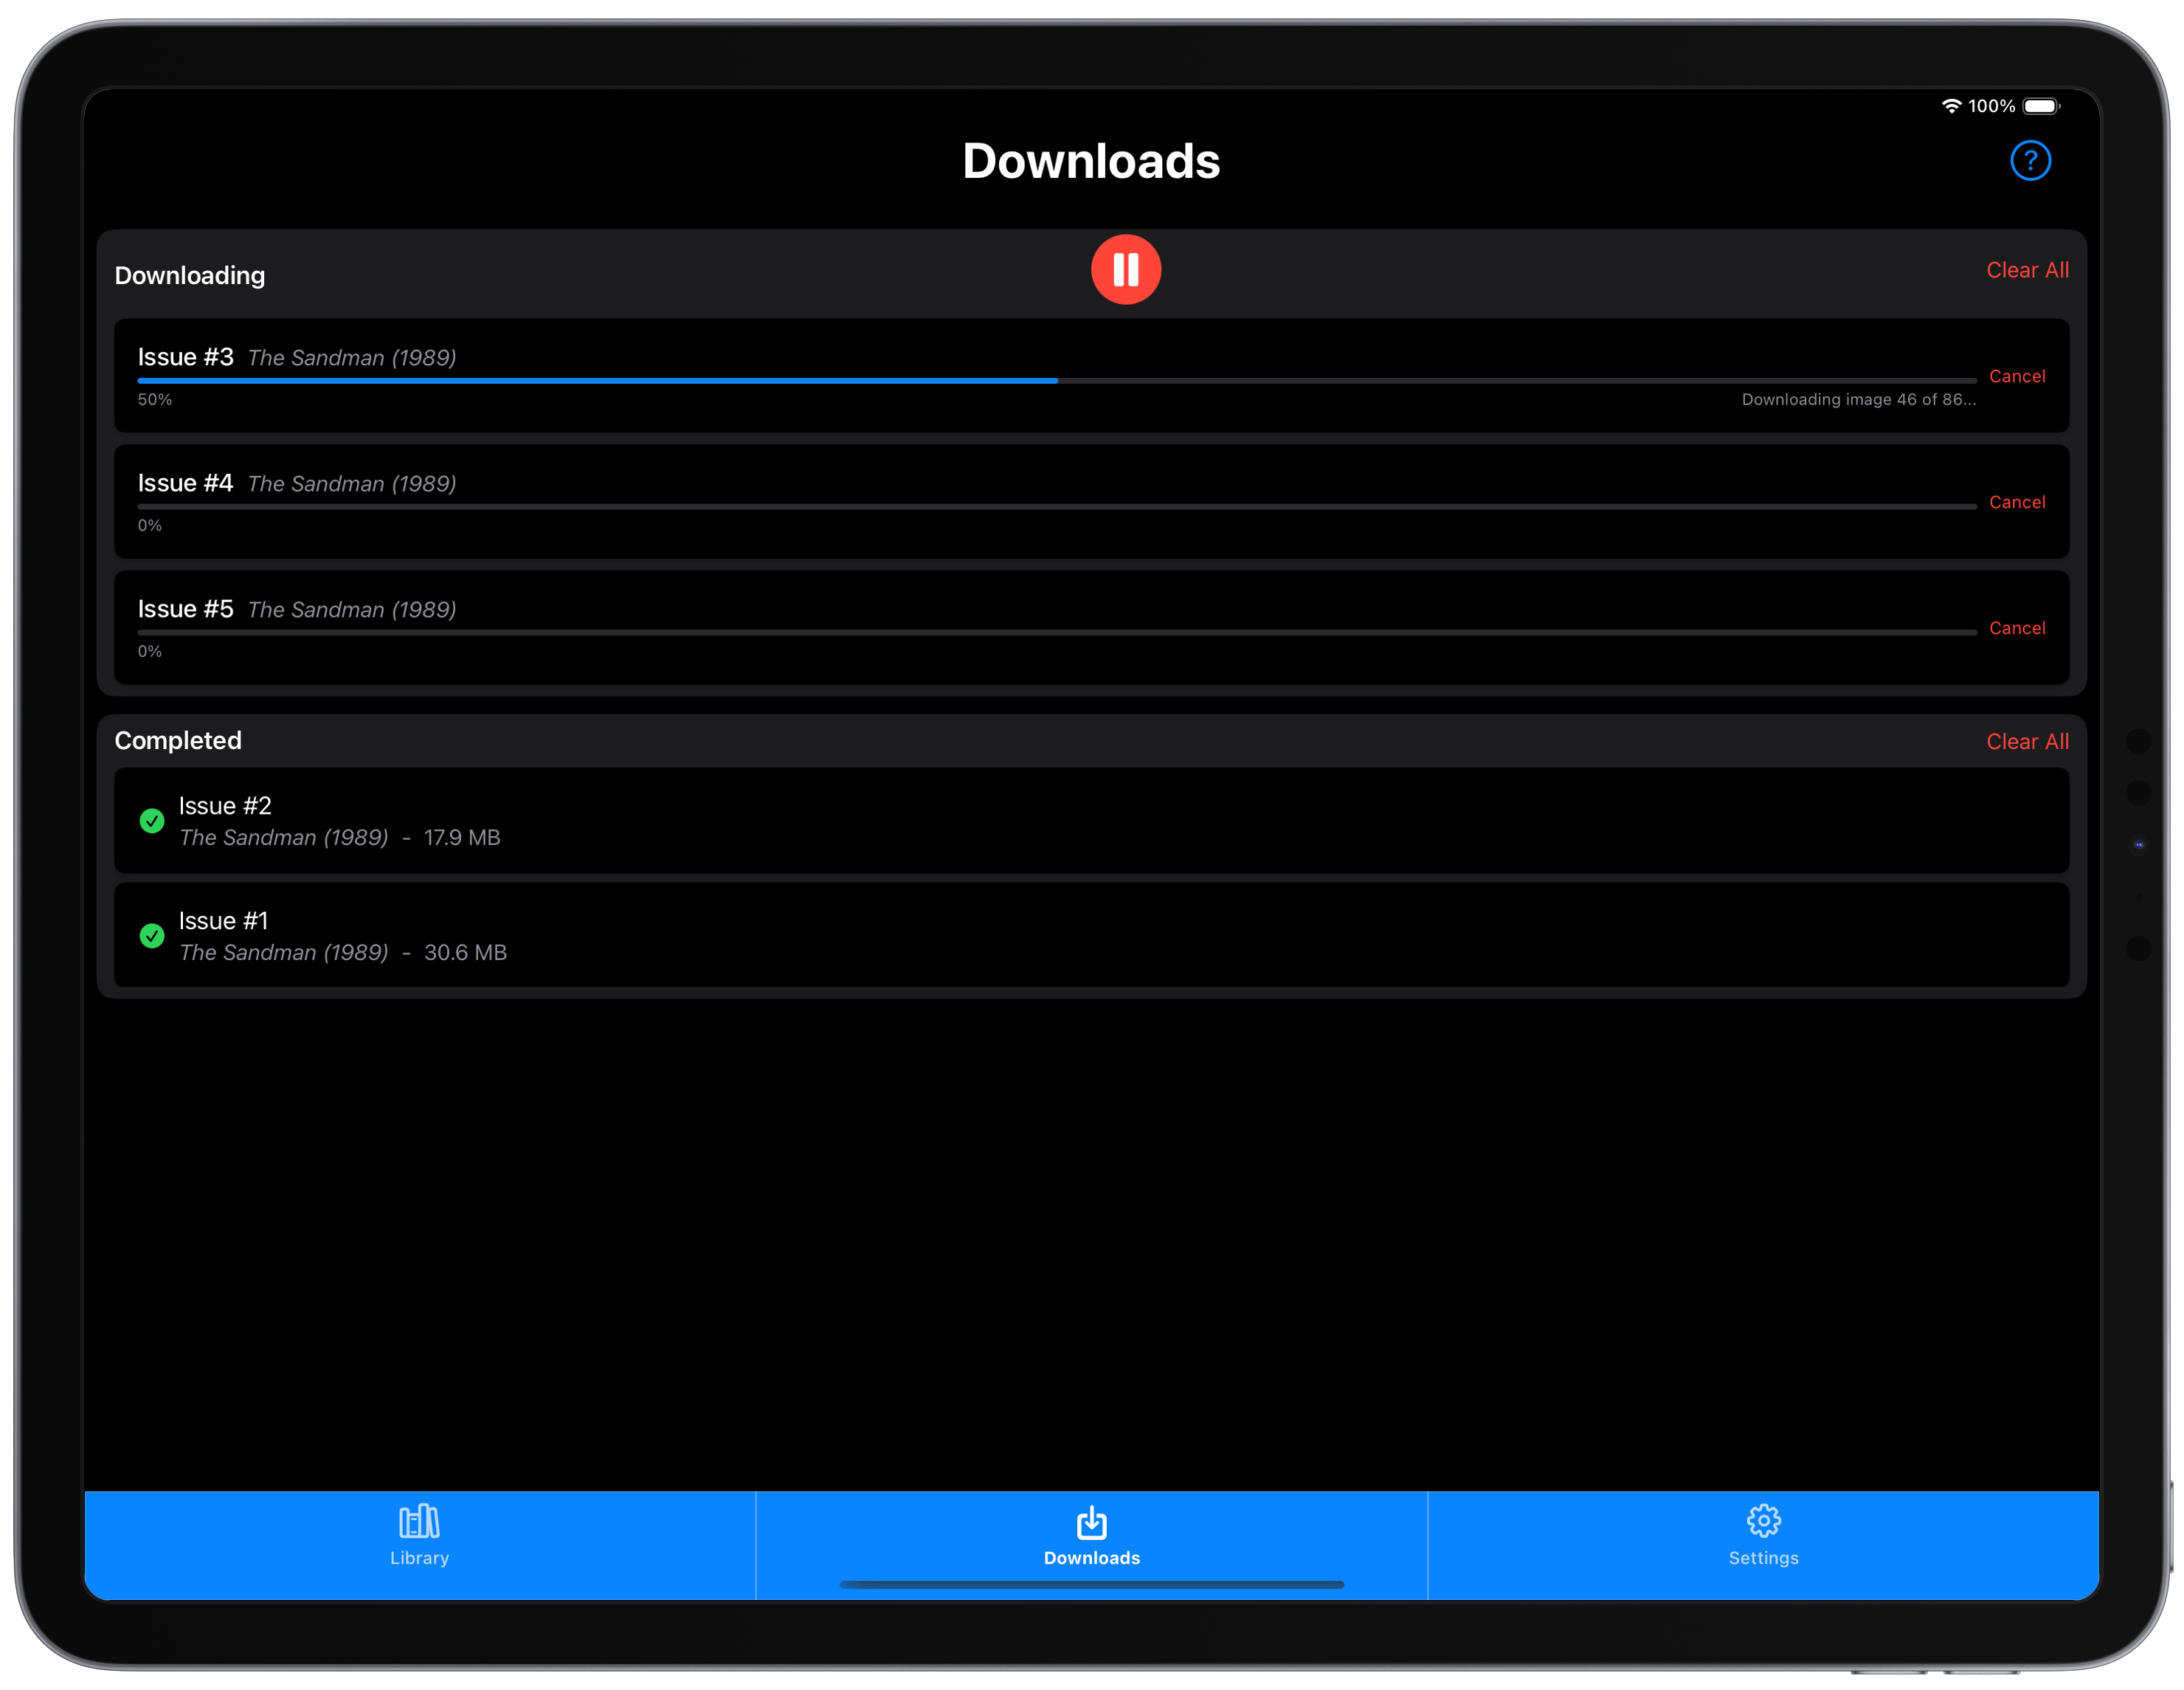 100%
Downloads
?
Downloading
Clear All
Issue #3 The Sandman (1989)
Cancel
50%
Downloading image 46 of 86...
Issue #4 The Sandman (1989)
Cancel
0%
Issue #5 The Sandman (1989)
Cancel
0%
Completed
Clear All
Issue #2
The Sandman (1989) - 17.9 MB
Issue #1
The Sandman (1989) - 30.6 MB
Library
Downloads
Settings